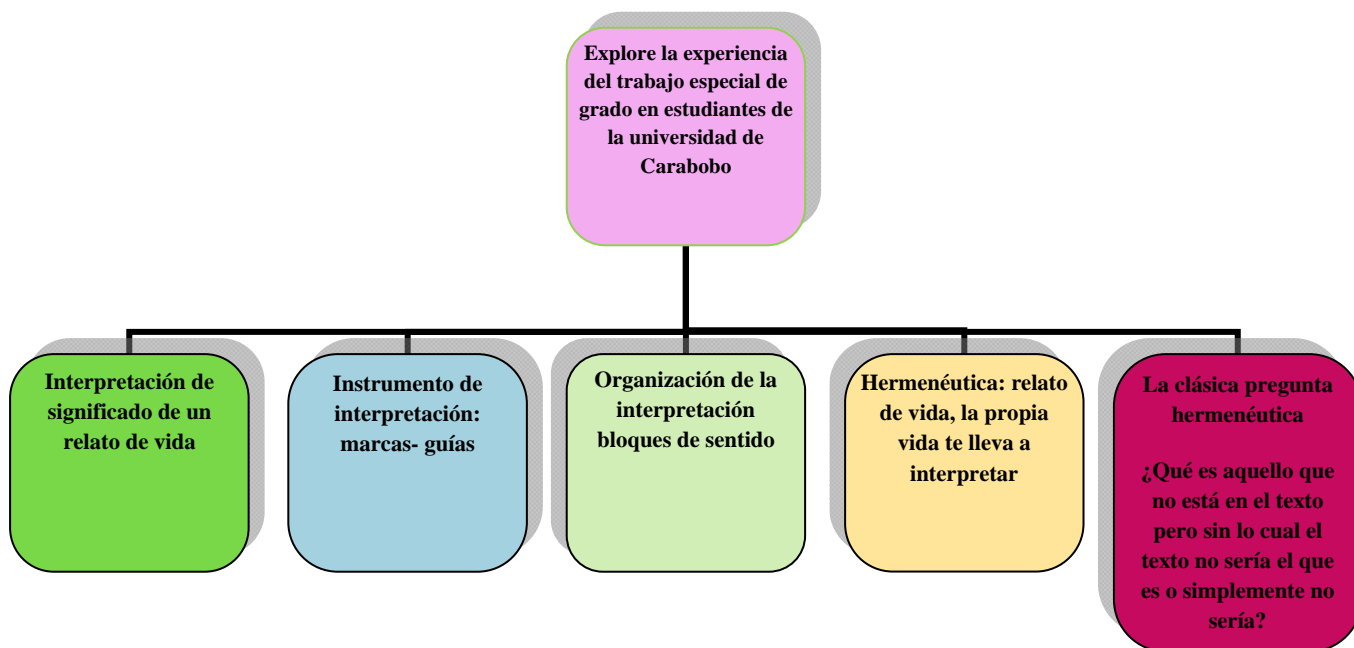 Explore la experiencia
del trabajo especial de
grado en estudiantes de
la universidad de
Carabobo
Interpretación de
significado de un
relato de vida
Instrumento de
interpretación:
marcas- guías
Organización de la
interpretación
bloques de sentido
Hermenéutica: relato
de vida, la propia
vida te lleva a
interpretar
La clásica pregunta
hermenéutica
¿Qué es aquello que
no está en el texto
pero sin lo cual el
texto no sería el que
es o simplemente no
sería?